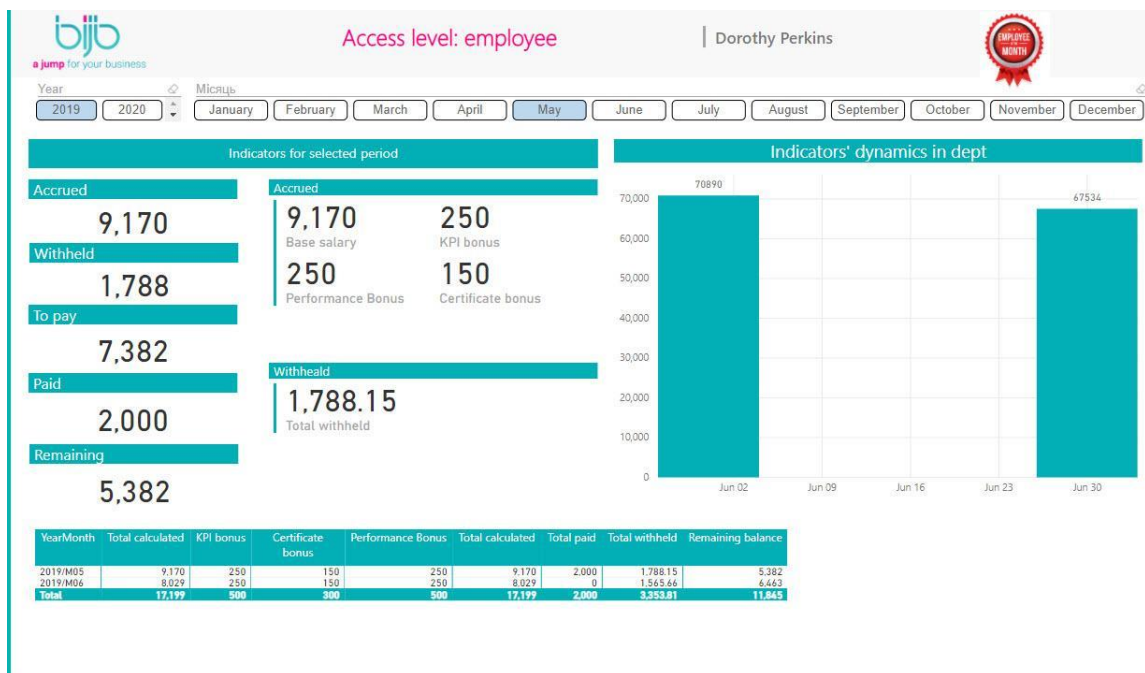 bijb
a jump for your business
Access level: employee
Dorothy Perkins
EMPLOYEE
MONTH
Year
Місяць
2019 2020
January February March April May June July August September October November December
Indicators for selected period
Indicators' dynamics in dept
Accrued
9,170
Withheld
1,788
To pay
7,382
Paid
2,000
Remaining
5,382
Accrued
9,170 250
Base salary KPI bonus
250 150
Performance Bonus Certificate bonus
Withheald
1,788.15
Total withheld
70890
67534
70,000
60,000
50,000
40,000
30,000
20,000
10,000
0
Jun 02 Jun 09 Jun 16 Jun 23 Jun 30
YearMonth Total calculated KPI bonus Certificate bonus Performance Bonus Total calculated Total paid Total withheld Remaining balance
2019/M05 9,170 250 150 250 9,170 2,000 1,788.15 5,382
2019/M06 8,029 250 150 250 8,029 0 1,565.66 6,463
Total 17,199 500 300 500 17,199 2,000 3,353.81 11,845